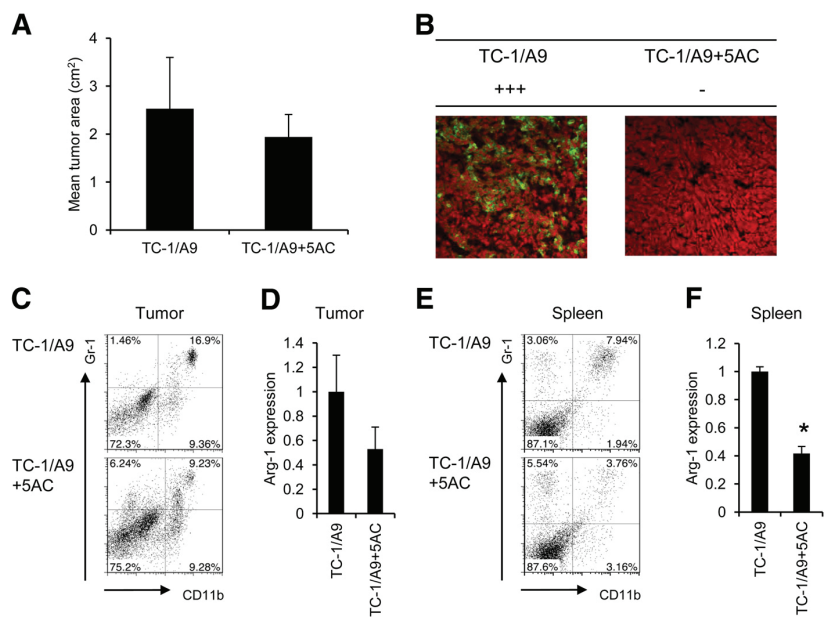 A
Mean tumor area (cm2)
4
3
2
1
0
TC-1/A9
TC-1/A9+5AC
B
TC-1/A9
TC-1/A9+5AC
+++
-
C
Tumor
TC-1/A9
Gr-1
1.46%
16.9%
72.3%
9.36%
TC-1/A9
+5AC
6.24%
9.23%
75.2%
9.28%
CD11b
D
Tumor
Arg-1 expression
1.4
1.2
1
0.8
0.6
0.4
0.2
0
TC-1/A9
TC-1/A9+5AC
E
Spleen
TC-1/A9
Gr-1
3.06%
7.94%
87.1%
1.94%
TC-1/A9
+5AC
5.54%
3.76%
87.6%
3.16%
CD11b
F
Spleen
Arg-1 expression
1.2
1
0.8
0.6
0.4
0.2
0
*
TC-1/A9
TC-1/A9+5AC